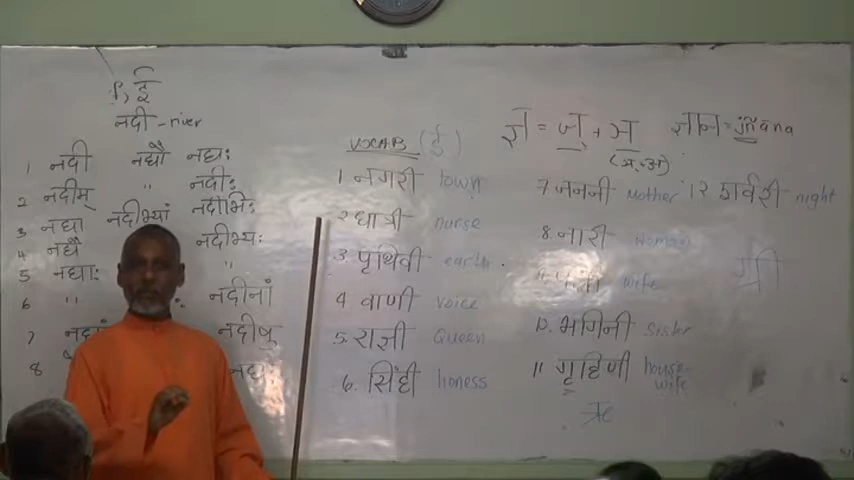 f, ई
नदी - river
1 नदी नद्यौ नद्यः
2 नदीम् " नदीः
3 नद्या नदीभ्यां नदीभिः
4 नद्यै नदीभ्यः
5 नद्याः "
6 " नदीनां
7 नदीषु
8
VOCAB (ई)
1 नगरी town
2 धात्री nurse
3. पृथिवी earth
4 वाणी voice
5. राज्ञी Queen
6. सिंही lioness
ज्ञ = ज् + ञ ज्ञान = jñāna
7 जननी Mother
8. नारी woman
wife
10. भगिनी Sister
11 गृहिणी house-
wife
12 शर्वरी night